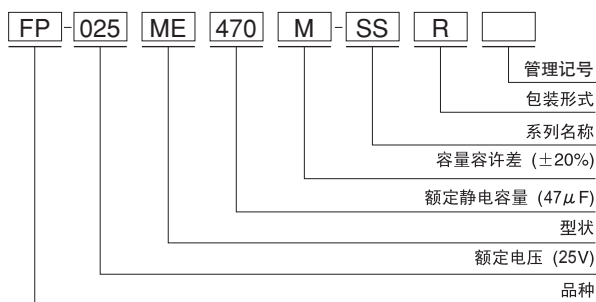 FP-025 ME 470 M-SS R
管理记号
包装形式
系列名称
容量容许差 (±20%)
额定静电容量 (47μF)
型状
额定电压 (25V)
品种